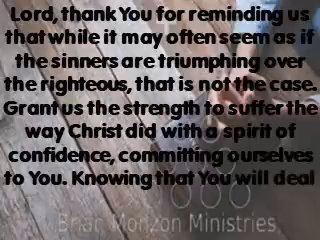 Lord, thank You for reminding us
that while it may often seem as if
the sinners are triumphing over
the righteous, that is not the case.
Grant us the strength to suffer the
way Christ did with a spirit of
confidence, committing ourselves
to You. Knowing that You will deal
Brian Monzon Ministries